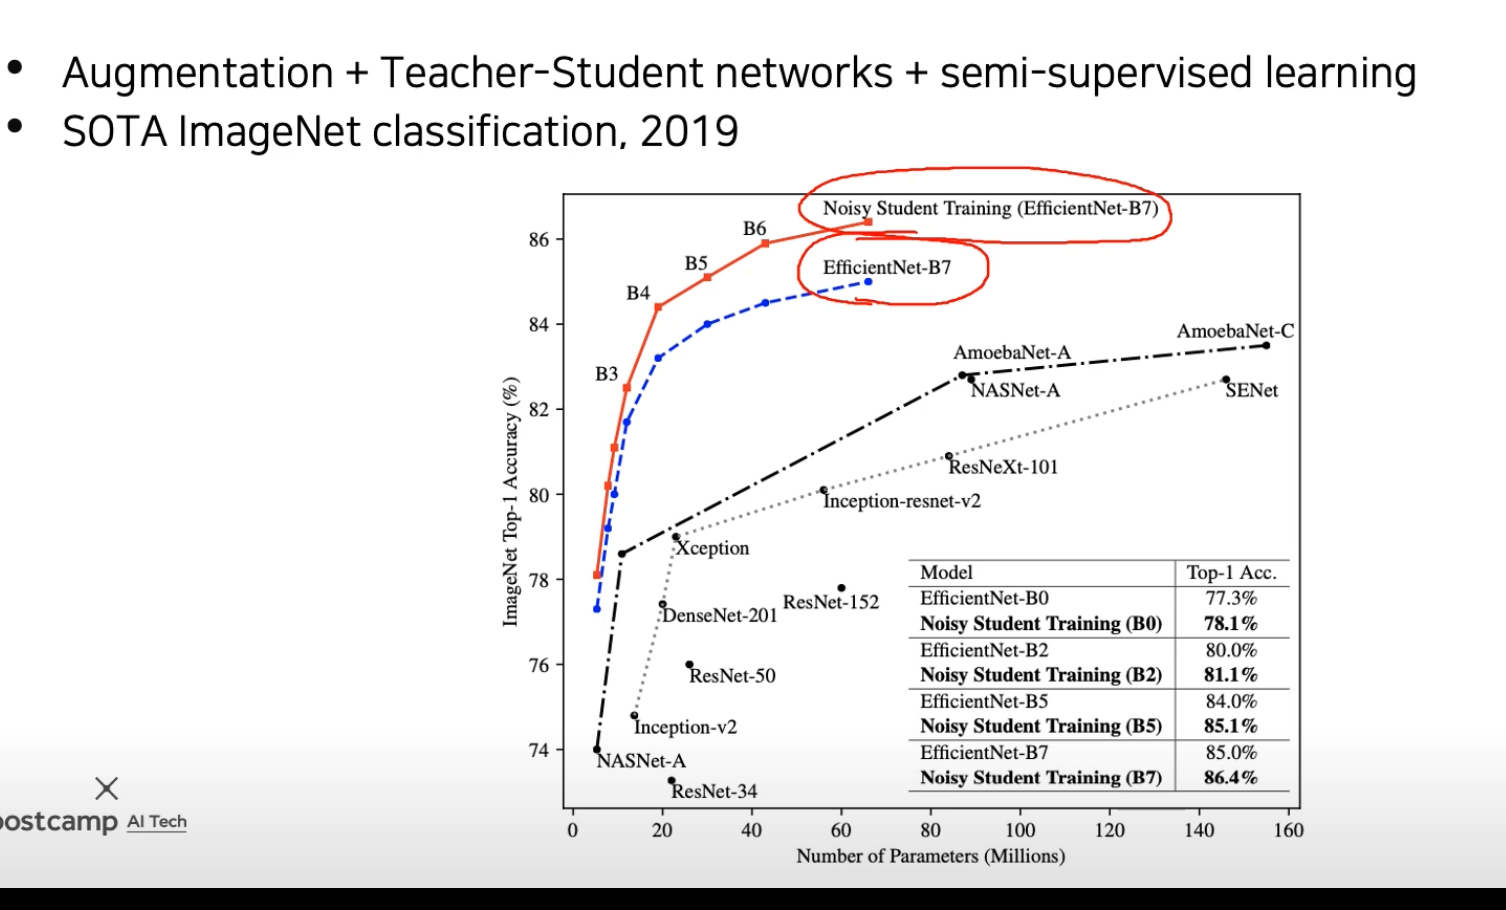 • Augmentation + Teacher-Student networks + semi-supervised learning
• SOTA ImageNet classification, 2019
Noisy Student Training (EfficientNet-B7)
B6
EfficientNet-B7
B5
B4
B3
AmoebaNet-C
AmoebaNet-A
NASNet-A
SENet
ResNeXt-101
Inception-resnet-v2
Xception
ResNet-152
DenseNet-201
ResNet-50
Inception-v2
NASNet-A
ResNet-34
ImageNet Top-1 Accuracy (%)
86
84
82
80
78
76
74
Model Top-1 Acc.
EfficientNet-B0 77.3%
Noisy Student Training (B0) 78.1%
EfficientNet-B2 80.0%
Noisy Student Training (B2) 81.1%
EfficientNet-B5 84.0%
Noisy Student Training (B5) 85.1%
EfficientNet-B7 85.0%
Noisy Student Training (B7) 86.4%
0 20 40 60 80 100 120 140 160
Number of Parameters (Millions)
ostcamp AI Tech